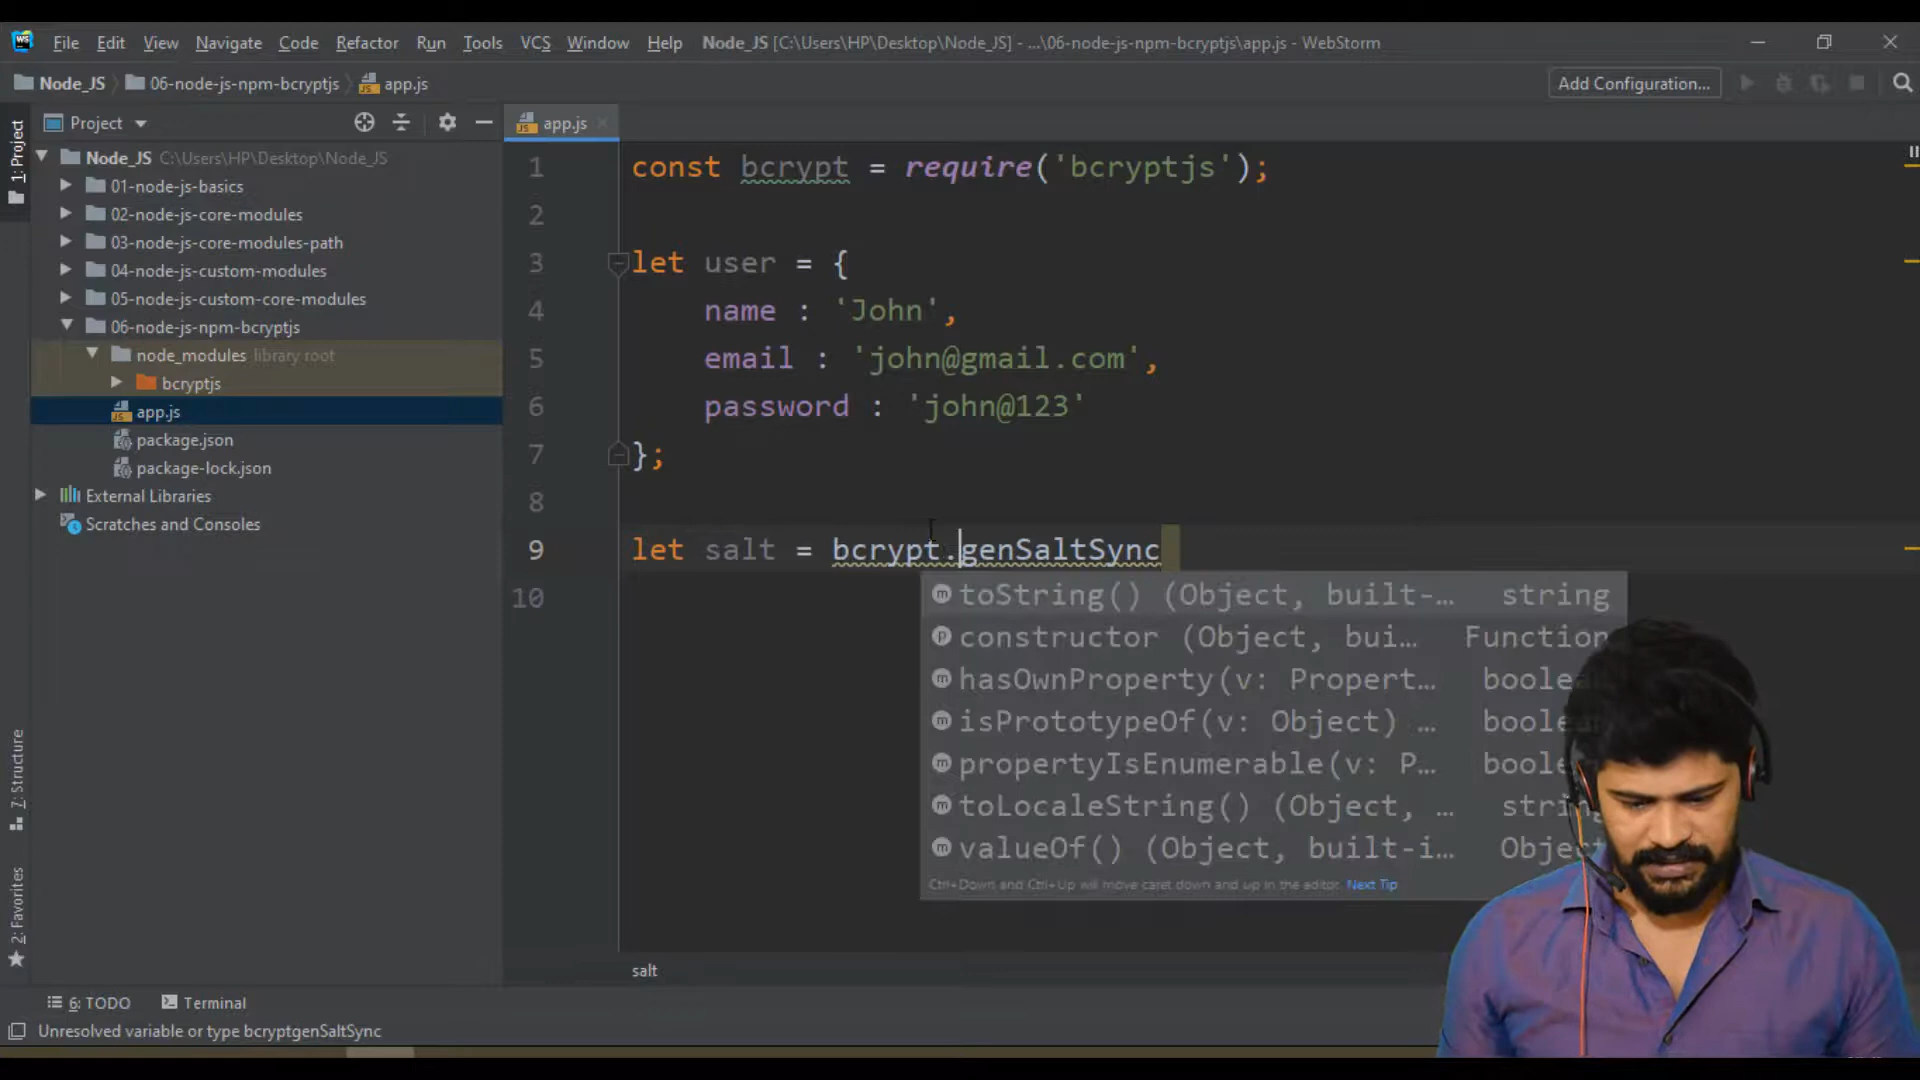 WS File Edit View Navigate Code Refactor Run Tools VCS Window Help Node_JS [C:\Users\HP\Desktop\Node_JS] - ...\06-node-js-npm-bcryptjs\app.js - WebStorm
Node_JS 06-node-js-npm-bcryptjs app.js Add Configuration...
1: Project
Project
Node_JS C:\Users\HP\Desktop\Node_JS
01-node-js-basics
02-node-js-core-modules
03-node-js-core-modules-path
04-node-js-custom-modules
05-node-js-custom-core-modules
06-node-js-npm-bcryptjs
node_modules library root
bcryptjs
app.js
package.json
package-lock.json
External Libraries
Scratches and Consoles
7: Structure
2: Favorites
app.js
1 const bcrypt = require('bcryptjs');
2
3 let user = {
4 name : 'John',
5 email : 'john@gmail.com',
6 password : 'john@123'
7 };
8
9 let salt = bcrypt.genSaltSync
10
toString() (Object, built-… string
constructor (Object, bui… Function
hasOwnProperty(v: Propert… boolea
isPrototypeOf(v: Object) … boolea
propertyIsEnumerable(v: P… boole
toLocaleString() (Object, … strin
valueOf() (Object, built-i… Objec
Ctrl+Down and Ctrl+Up will move caret down and up in the editor. Next Tip
salt
6: TODO Terminal
Unresolved variable or type bcryptgenSaltSync